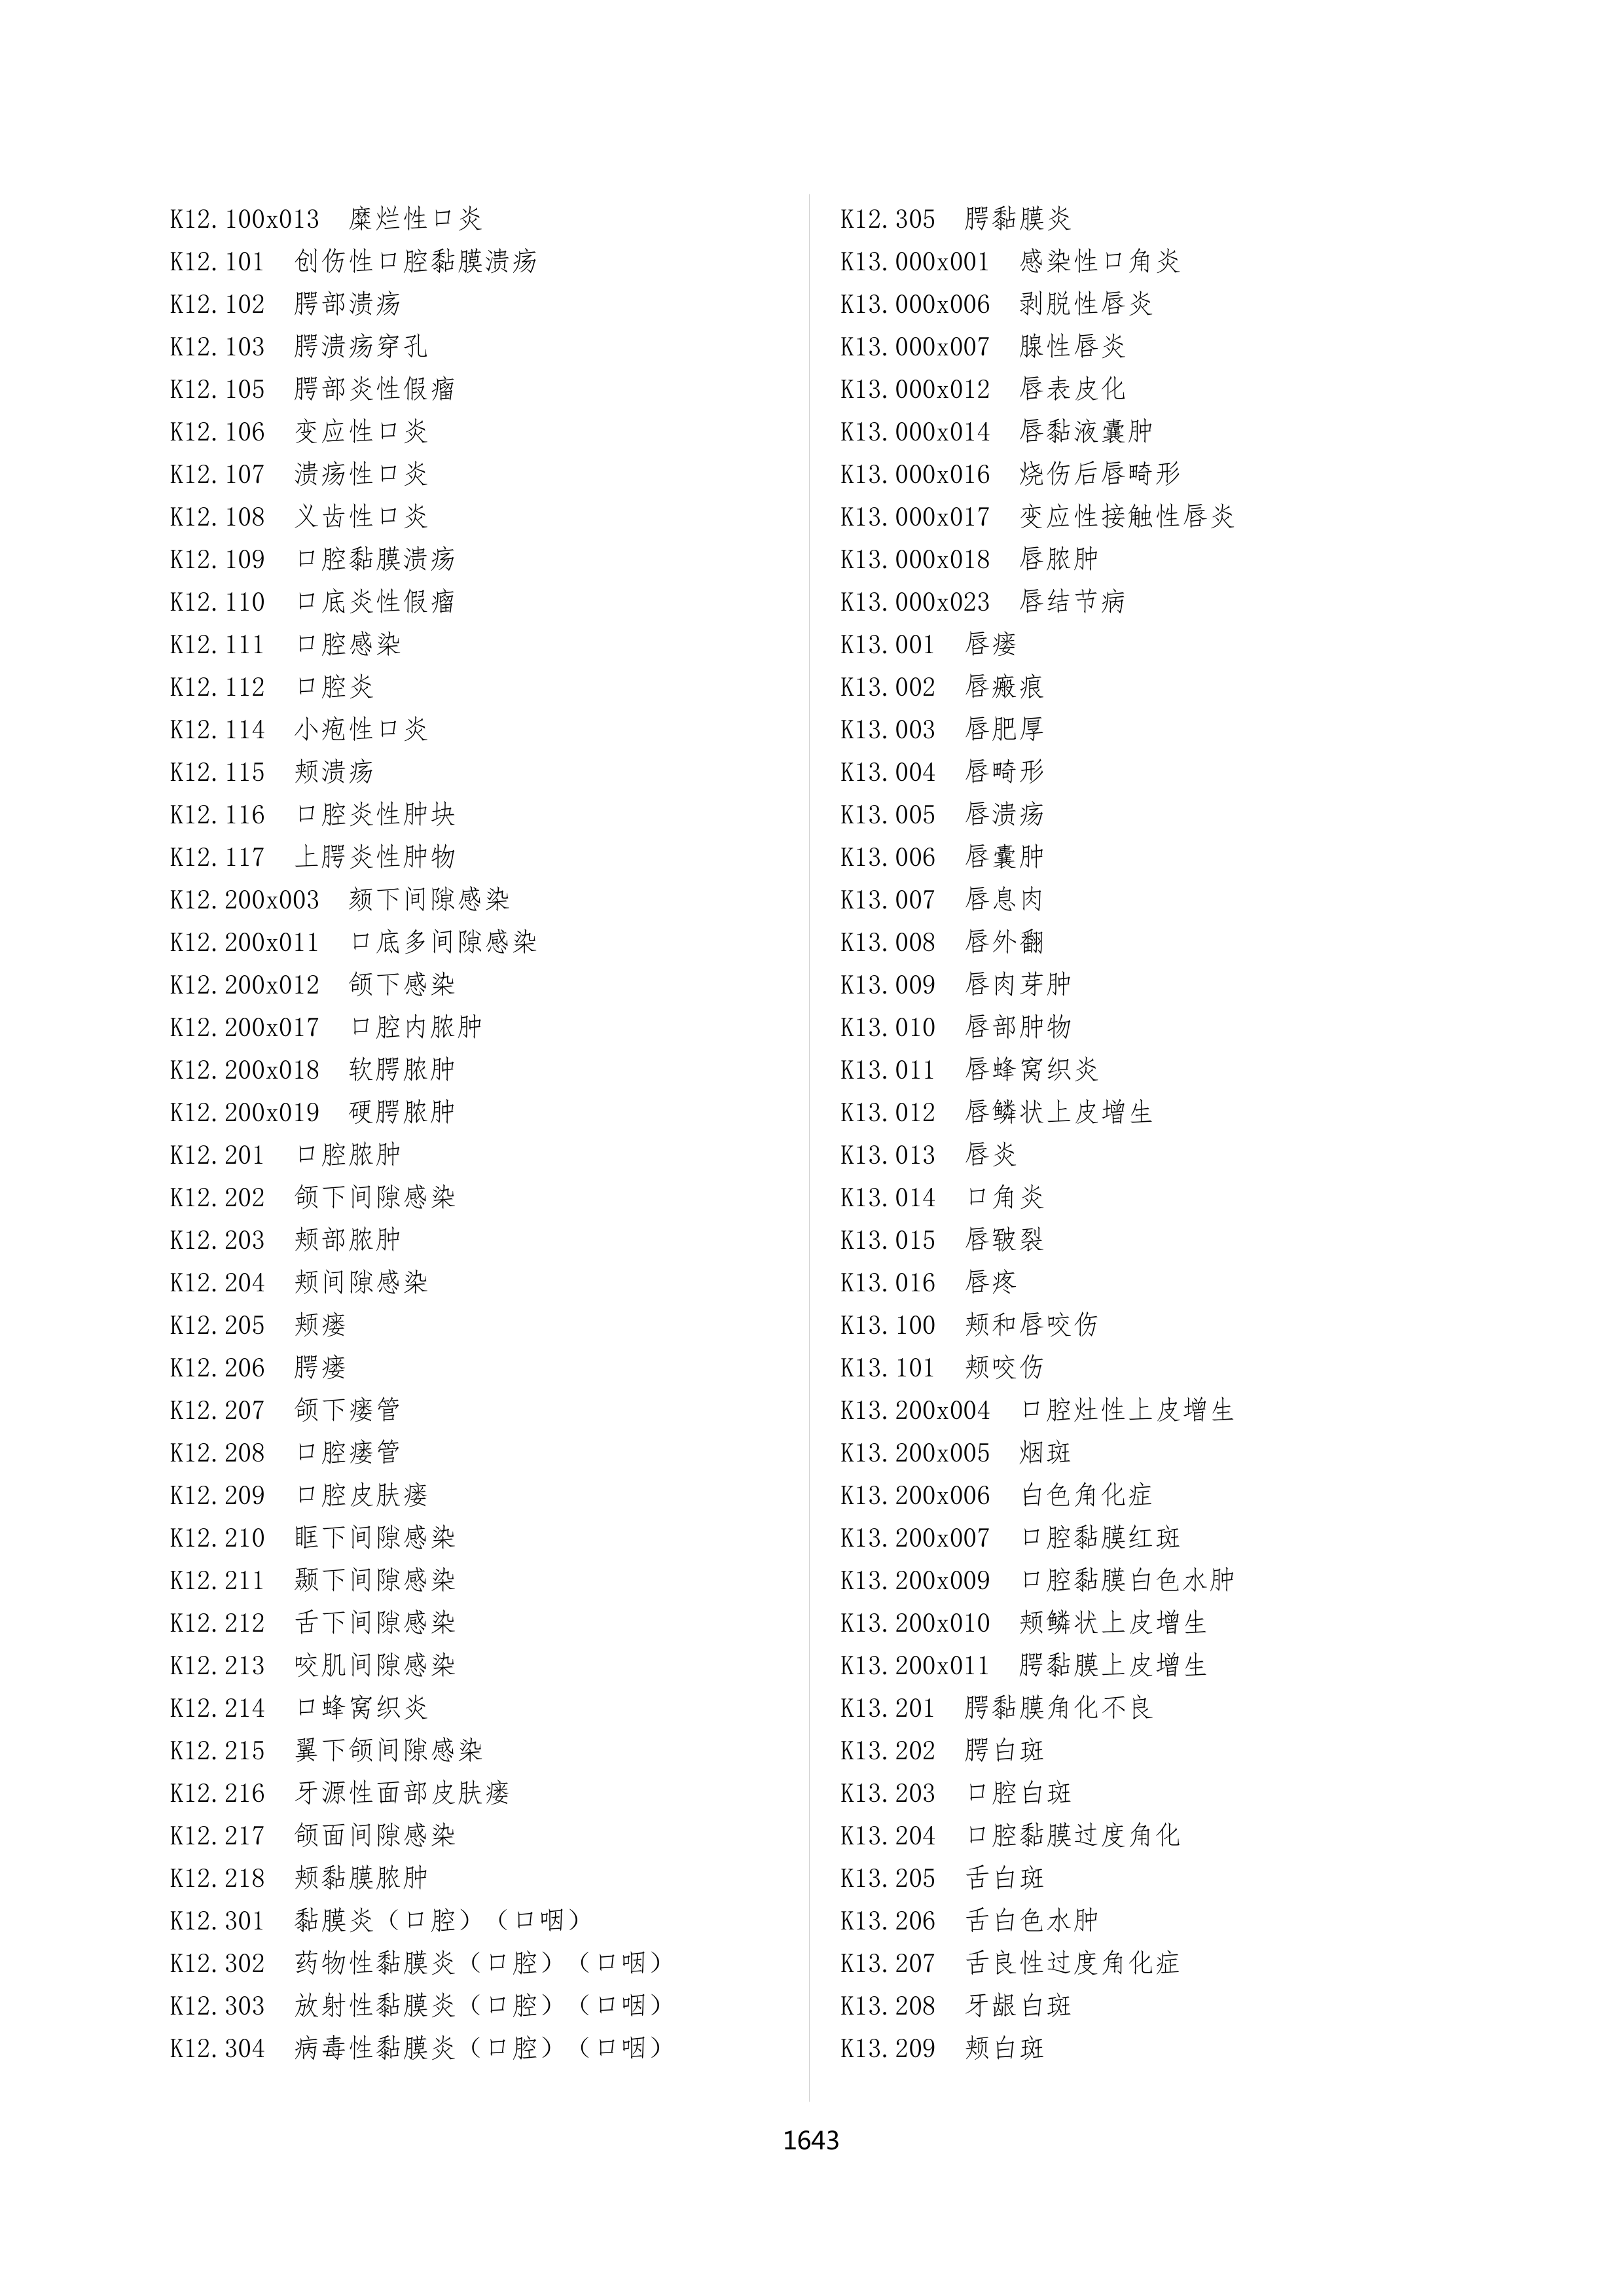 K12.100x013 糜烂性口炎
K12.101 创伤性口腔黏膜溃疡
K12.102 腭部溃疡
K12.103 腭溃疡穿孔
K12.105 腭部炎性假瘤
K12.106 变应性口炎
K12.107 溃疡性口炎
K12.108 义齿性口炎
K12.109 口腔黏膜溃疡
K12.110 口底炎性假瘤
K12.111 口腔感染
K12.112 口腔炎
K12.114 小疱性口炎
K12.115 颊溃疡
K12.116 口腔炎性肿块
K12.117 上腭炎性肿物
K12.200x003 颏下间隙感染
K12.200x011 口底多间隙感染
K12.200x012 颌下感染
K12.200x017 口腔内脓肿
K12.200x018 软腭脓肿
K12.200x019 硬腭脓肿
K12.201 口腔脓肿
K12.202 颌下间隙感染
K12.203 颊部脓肿
K12.204 颊间隙感染
K12.205 颊瘘
K12.206 腭瘘
K12.207 颌下瘘管
K12.208 口腔瘘管
K12.209 口腔皮肤瘘
K12.210 眶下间隙感染
K12.211 颞下间隙感染
K12.212 舌下间隙感染
K12.213 咬肌间隙感染
K12.214 口蜂窝织炎
K12.215 翼下颌间隙感染
K12.216 牙源性面部皮肤瘘
K12.217 颌面间隙感染
K12.218 颊黏膜脓肿
K12.301 黏膜炎（口腔）（口咽）
K12.302 药物性黏膜炎（口腔）（口咽）
K12.303 放射性黏膜炎（口腔）（口咽）
K12.304 病毒性黏膜炎（口腔）（口咽）
K12.305 腭黏膜炎
K13.000x001 感染性口角炎
K13.000x006 剥脱性唇炎
K13.000x007 腺性唇炎
K13.000x012 唇表皮化
K13.000x014 唇黏液囊肿
K13.000x016 烧伤后唇畸形
K13.000x017 变应性接触性唇炎
K13.000x018 唇脓肿
K13.000x023 唇结节病
K13.001 唇瘘
K13.002 唇瘢痕
K13.003 唇肥厚
K13.004 唇畸形
K13.005 唇溃疡
K13.006 唇囊肿
K13.007 唇息肉
K13.008 唇外翻
K13.009 唇肉芽肿
K13.010 唇部肿物
K13.011 唇蜂窝织炎
K13.012 唇鳞状上皮增生
K13.013 唇炎
K13.014 口角炎
K13.015 唇皲裂
K13.016 唇疼
K13.100 颊和唇咬伤
K13.101 颊咬伤
K13.200x004 口腔灶性上皮增生
K13.200x005 烟斑
K13.200x006 白色角化症
K13.200x007 口腔黏膜红斑
K13.200x009 口腔黏膜白色水肿
K13.200x010 颊鳞状上皮增生
K13.200x011 腭黏膜上皮增生
K13.201 腭黏膜角化不良
K13.202 腭白斑
K13.203 口腔白斑
K13.204 口腔黏膜过度角化
K13.205 舌白斑
K13.206 舌白色水肿
K13.207 舌良性过度角化症
K13.208 牙龈白斑
K13.209 颊白斑
1643